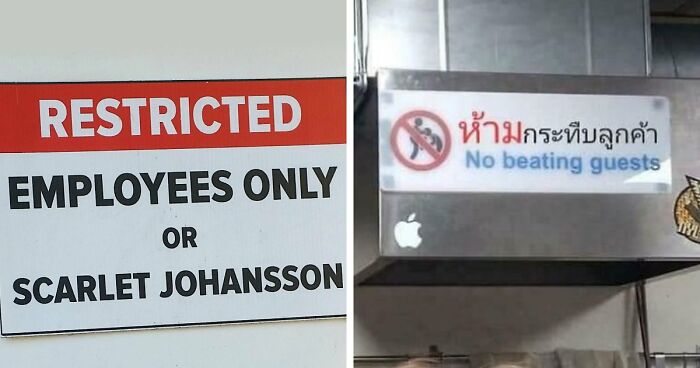 RESTRICTED
EMPLOYEES ONLY
OR
SCARLET JOHANSSON
ห้ามกระทืบลูกค้า
No beating guests